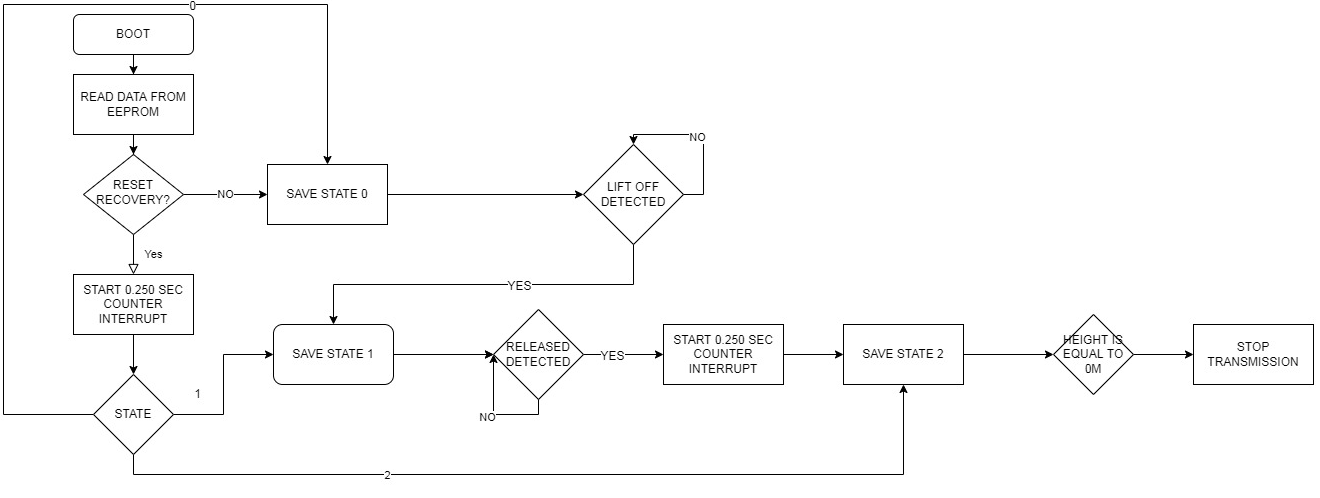 0
BOOT
READ DATA FROM
EEPROM
RESET
RECOVERY?
NO
SAVE STATE 0
LIFT OFF
DETECTED
NO
Yes
START 0.250 SEC
COUNTER
INTERRUPT
YES
STATE
1
SAVE STATE 1
RELEASED
DETECTED
NO
YES
START 0.250 SEC
COUNTER
INTERRUPT
SAVE STATE 2
HEIGHT IS
EQUAL TO
0M
STOP
TRANSMISSION
2